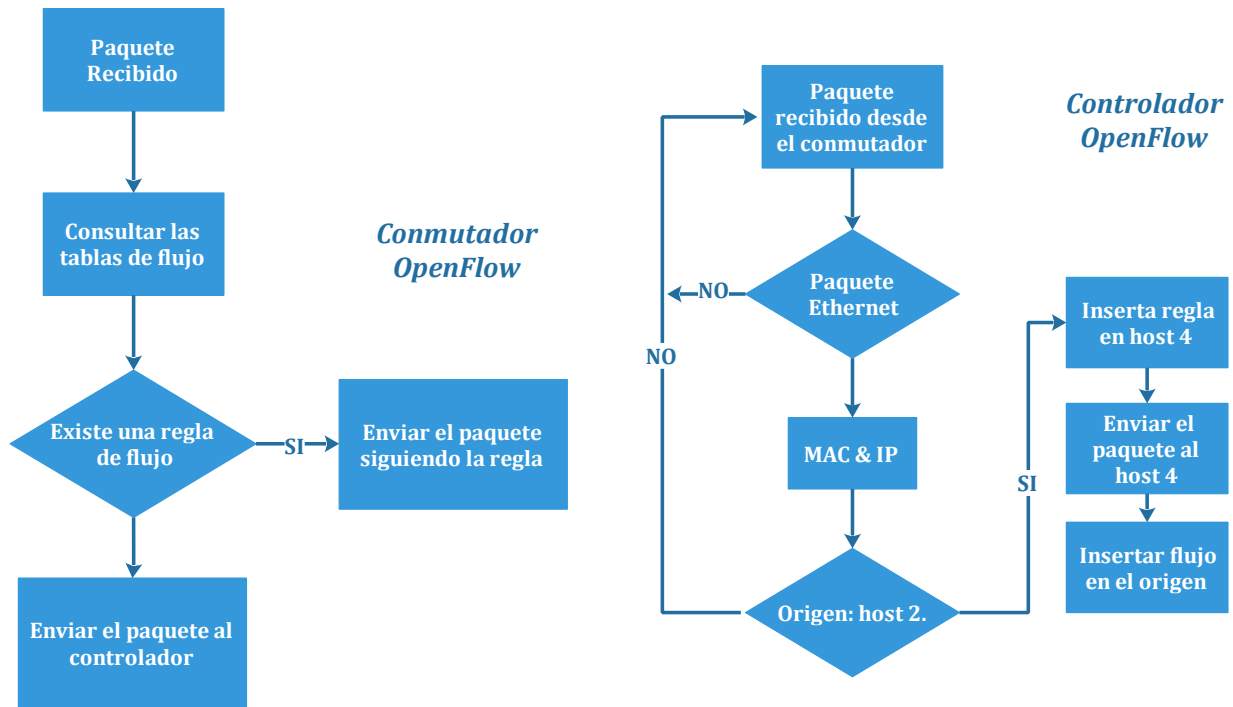 Paquete
Recibido
Consultar las
tablas de flujo
Conmutador
OpenFlow
Existe una regla
de flujo
SI
Enviar el paquete
siguiendo la regla
Enviar el paquete al
controlador
Controlador
OpenFlow
Paquete
recibido desde
el conmutador
Paquete
Ethernet
NO
NO
MAC & IP
Origen: host 2.
SI
Inserta regla
en host 4
Enviar el
paquete al
host 4
Insertar flujo
en el origen